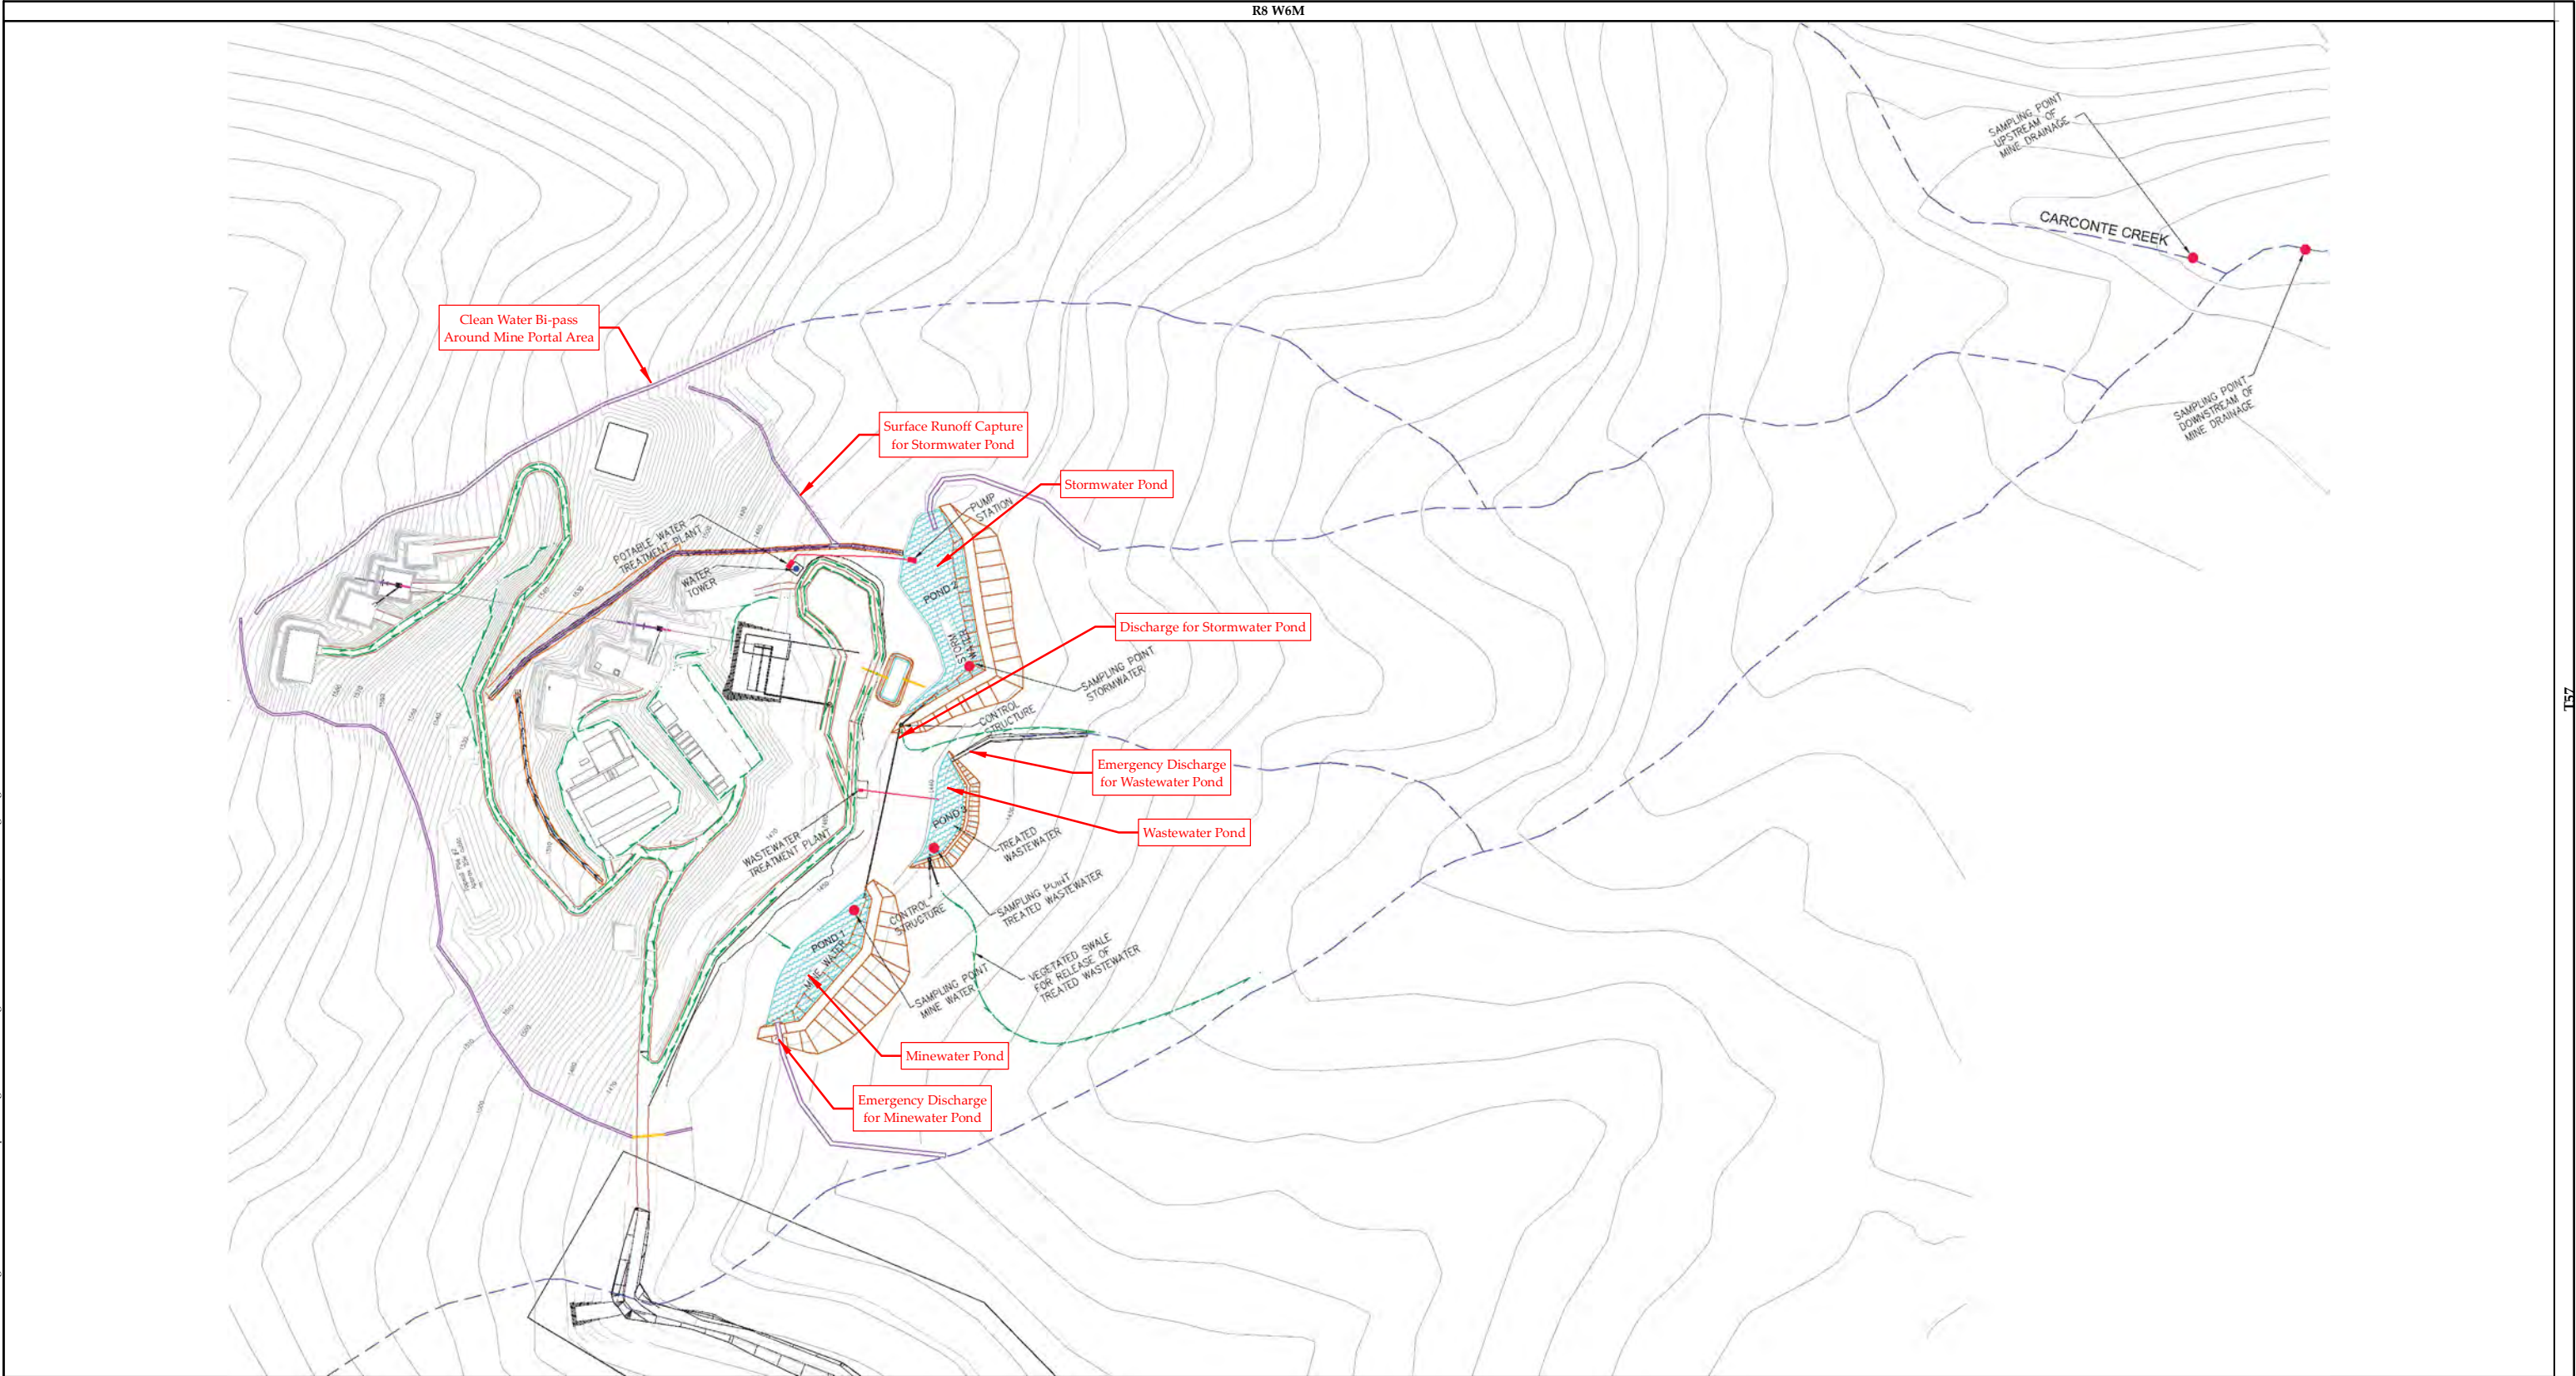 R8 W6M
SAMPLING POINT
UPSTREAM OF
MINE DRAINAGE
CARCONTE CREEK
SAMPLING POINT
DOWNSTREAM OF
MINE DRAINAGE
Clean Water Bi-pass
Around Mine Portal Area
Surface Runoff Capture
for Stormwater Pond
Stormwater Pond
PUMP
STATION
POTABLE WATER
TREATMENT PLANT
WATER
TOWER
POND 2
STORM
WATER
Discharge for Stormwater Pond
SAMPLING POINT
STORMWATER
CONTROL
STRUCTURE
T57
Emergency Discharge
for Wastewater Pond
POND 3
Wastewater Pond
TREATED
WASTEWATER
WASTEWATER
TREATMENT PLANT
SAMPLING POINT
TREATED WASTEWATER
CONTROL
STRUCTURE
POND 1
MINE WATER
SAMPLING POINT
MINE WATER
VEGETATED SWALE
FOR RELEASE OF
TREATED WASTEWATER
Minewater Pond
Emergency Discharge
for Minewater Pond